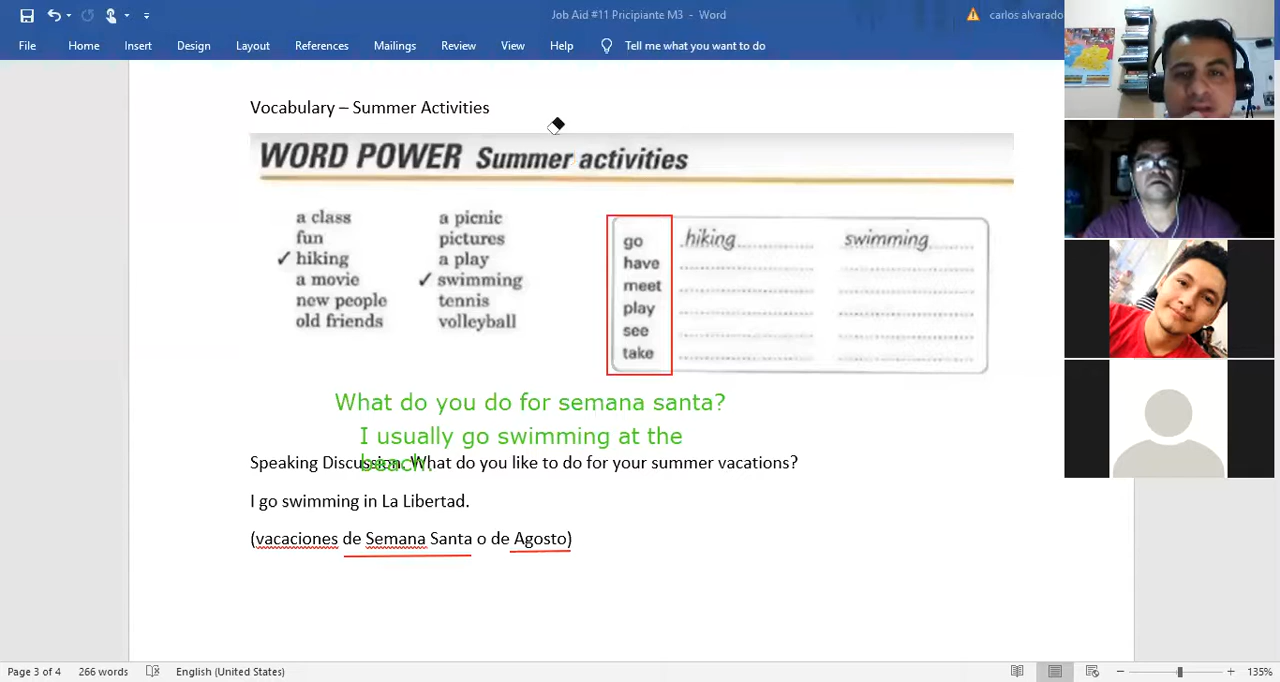 Job Aid #11 Pricipiante M3 - Word
carlos alvarado
File Home Insert Design Layout References Mailings Review View Help Tell me what you want to do
Vocabulary – Summer Activities
WORD POWER Summer activities
a class
fun
✓ hiking
a movie
new people
old friends
a picnic
pictures
a play
✓ swimming
tennis
volleyball
go hiking swimming
have
meet
play
see
take
What do you do for semana santa?
I usually go swimming at the
beach.
Speaking Discussion. What do you like to do for your summer vacations?
I go swimming in La Libertad.
(vacaciones de Semana Santa o de Agosto)
Page 3 of 4 266 words English (United States) 135%